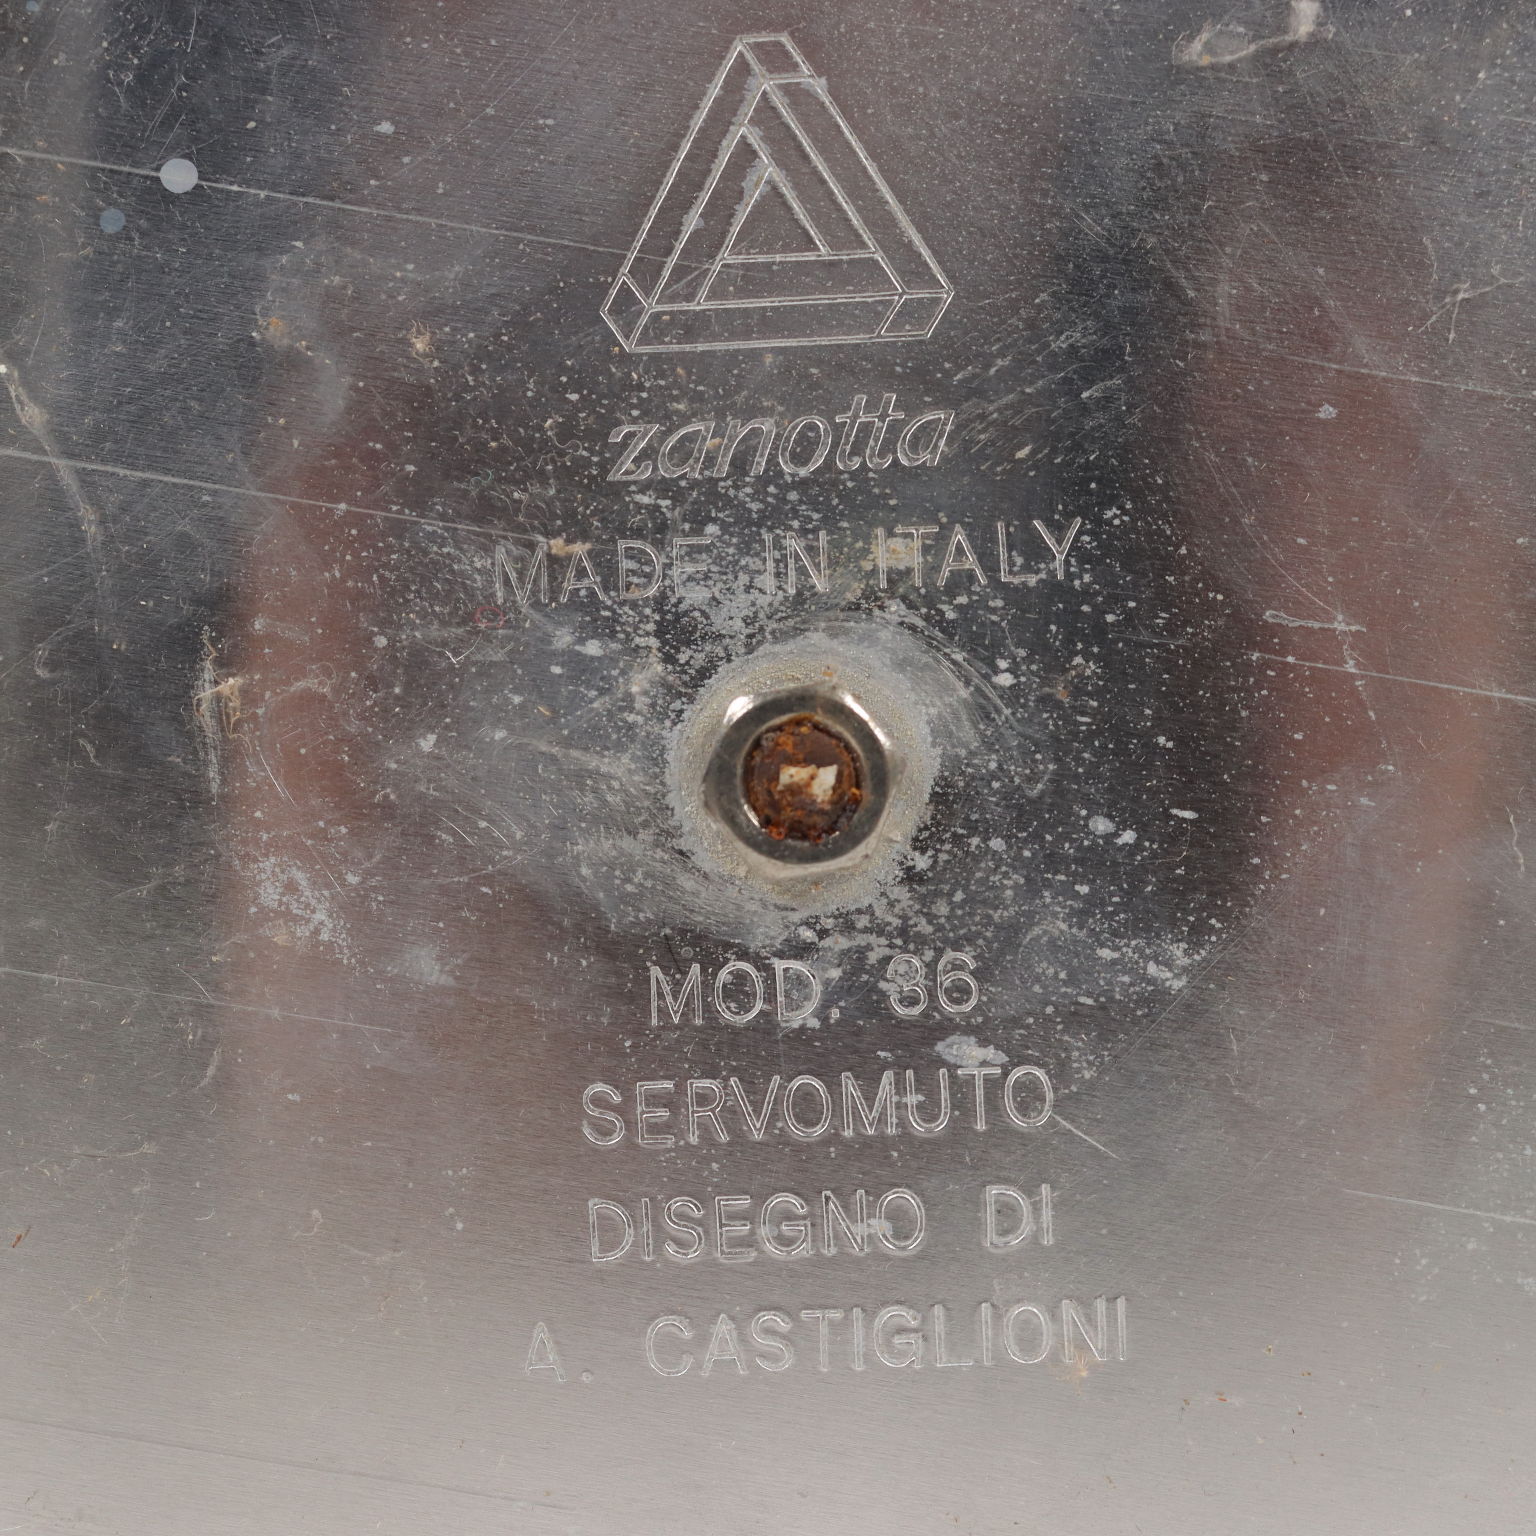 zanotta
MADE IN ITALY
MOD. 36
SERVOMUTO
DISEGNO DI
A. CASTIGLIONI